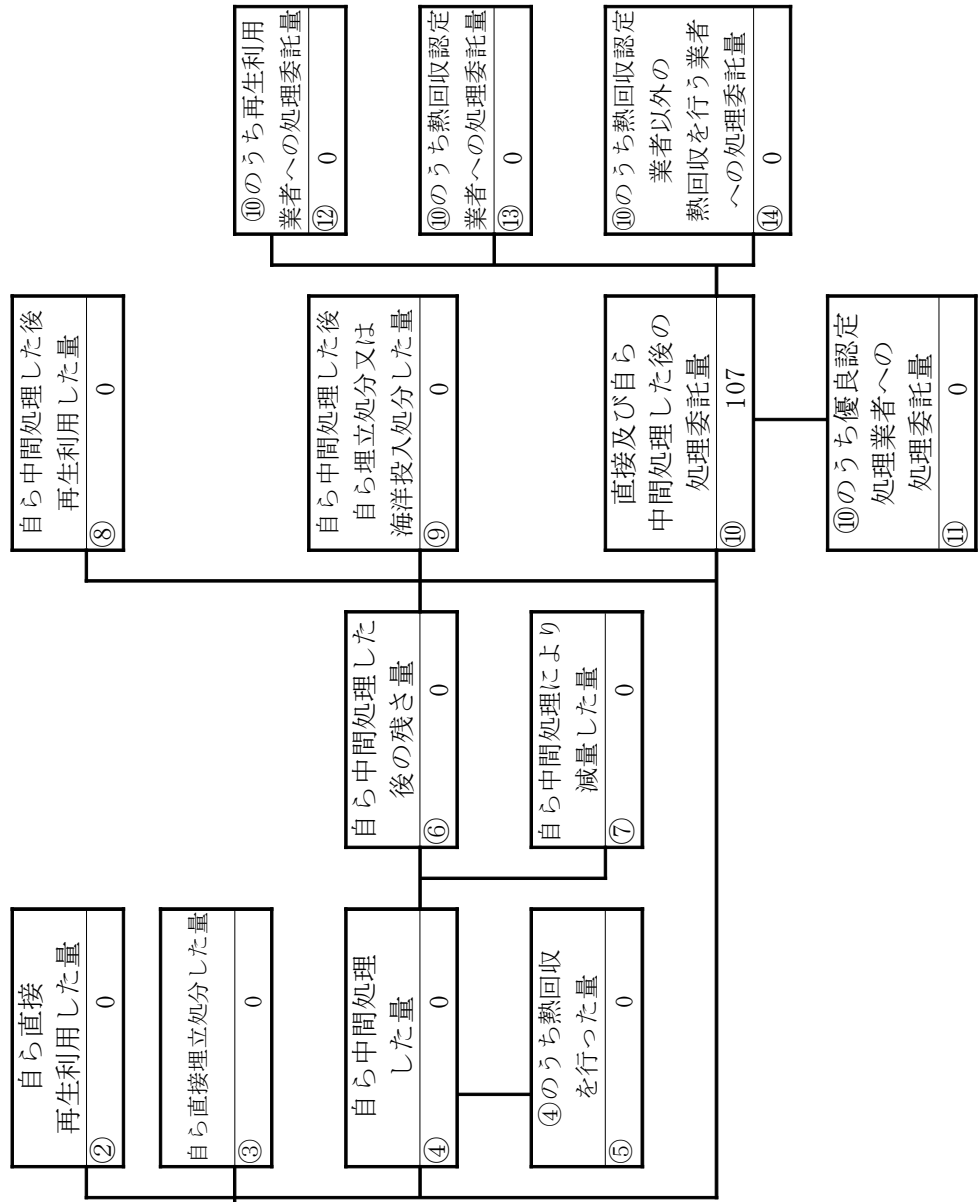 自ら直接
再生利用した量
② 0
自ら直接埋立処分した量
③ 0
自ら中間処理
した量
④ 0
④のうち熱回収
を行った量
⑤ 0
自ら中間処理した
後の残さ量
⑥ 0
自ら中間処理により
減量した量
⑦ 0
自ら中間処理した後
再生利用した量
⑧ 0
自ら中間処理した後
自ら埋立処分又は
海洋投入処分した量
⑨ 0
直接及び自ら
中間処理した後の
処理委託量
⑩ 107
⑩のうち優良認定
処理業者への
処理委託量
⑪ 0
⑩のうち再生利用
業者への処理委託量
⑫ 0
⑩のうち熱回収認定
業者への処理委託量
⑬ 0
⑩のうち熱回収認定
業者以外の
熱回収を行う業者
への処理委託量
⑭ 0